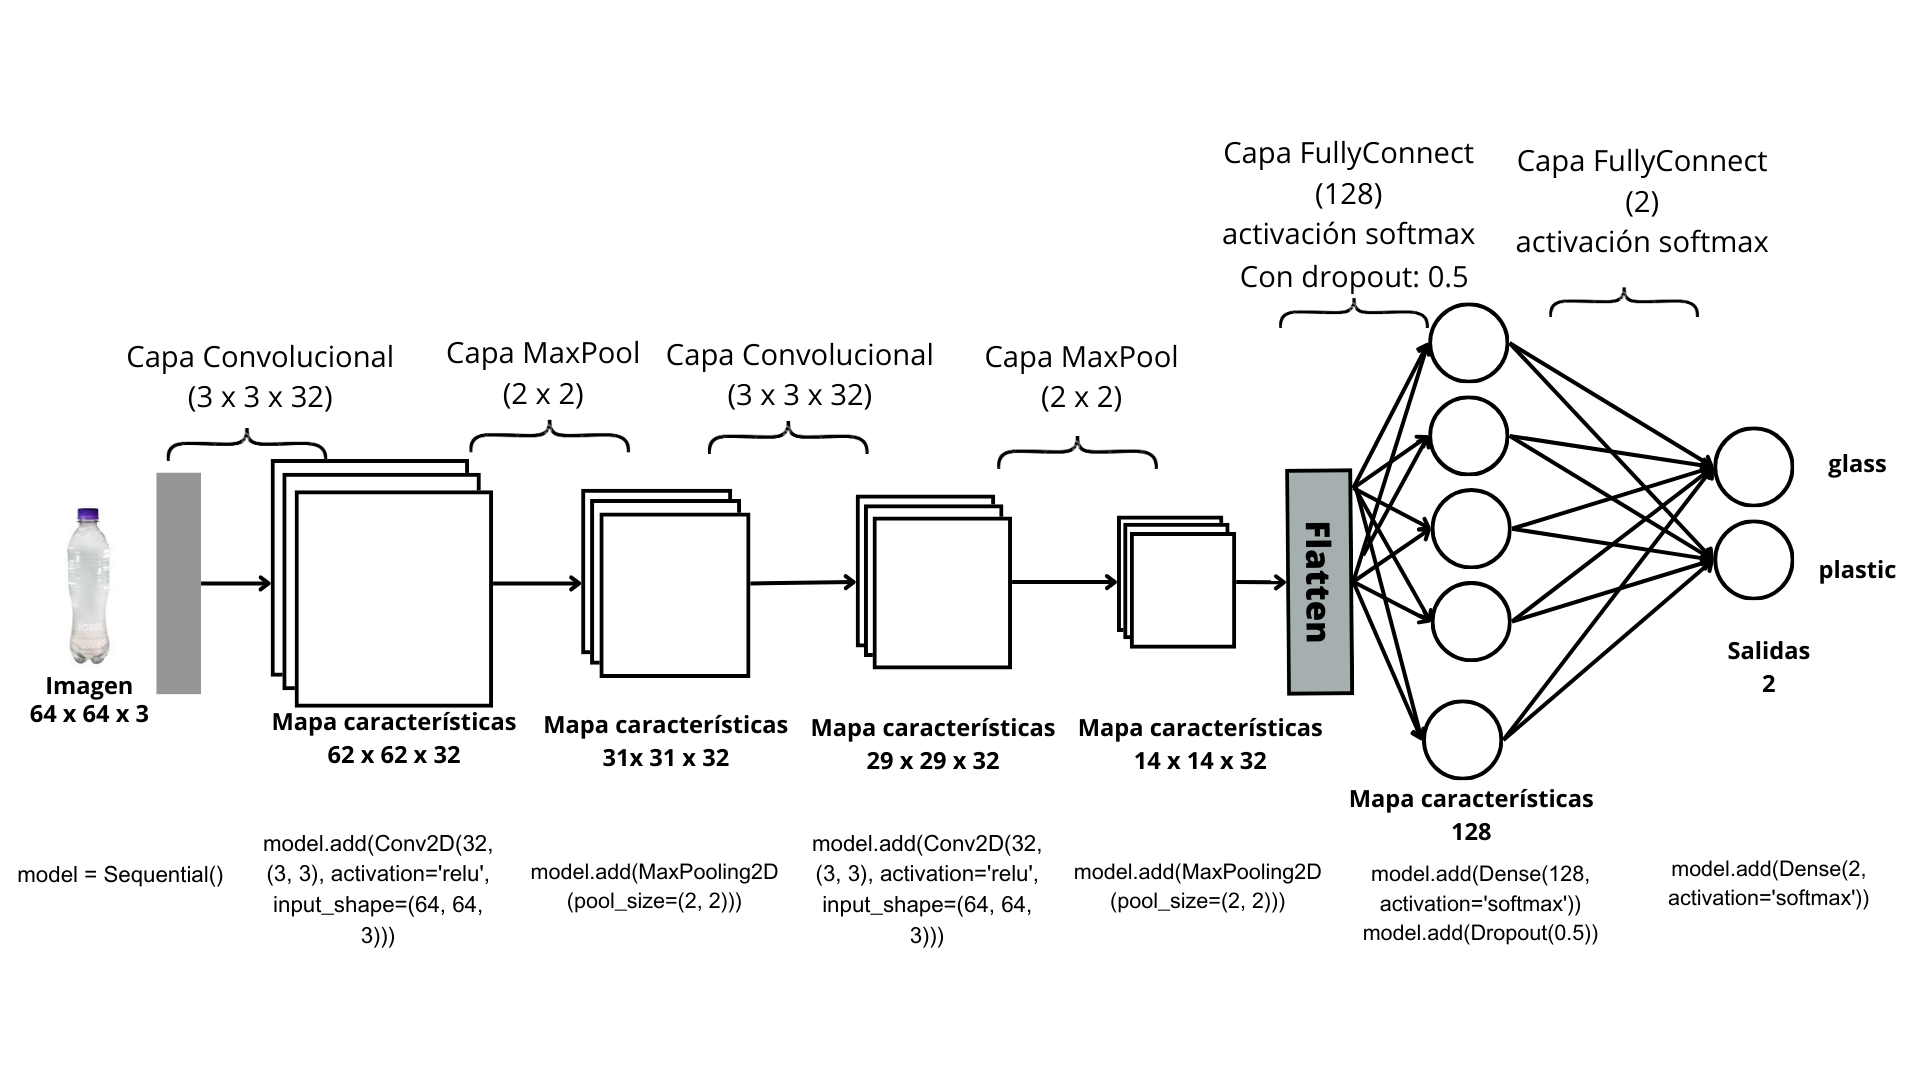 Capa FullyConnect
(128)
activación softmax
Con dropout: 0.5
Capa FullyConnect
(2)
activación softmax
Capa Convolucional
(3 x 3 x 32)
Capa MaxPool
(2 x 2)
Capa Convolucional
(3 x 3 x 32)
Capa MaxPool
(2 x 2)
Imagen
64 x 64 x 3
Mapa características
62 x 62 x 32
Mapa características
31x 31 x 32
Mapa características
29 x 29 x 32
Mapa características
14 x 14 x 32
Flatten
Mapa características
128
glass
plastic
Salidas
2
model = Sequential()
model.add(Conv2D(32,
(3, 3), activation='relu',
input_shape=(64, 64,
3)))
model.add(MaxPooling2D
(pool_size=(2, 2)))
model.add(Conv2D(32,
(3, 3), activation='relu',
input_shape=(64, 64,
3)))
model.add(MaxPooling2D
(pool_size=(2, 2)))
model.add(Dense(128,
activation='softmax'))
model.add(Dropout(0.5))
model.add(Dense(2,
activation='softmax'))